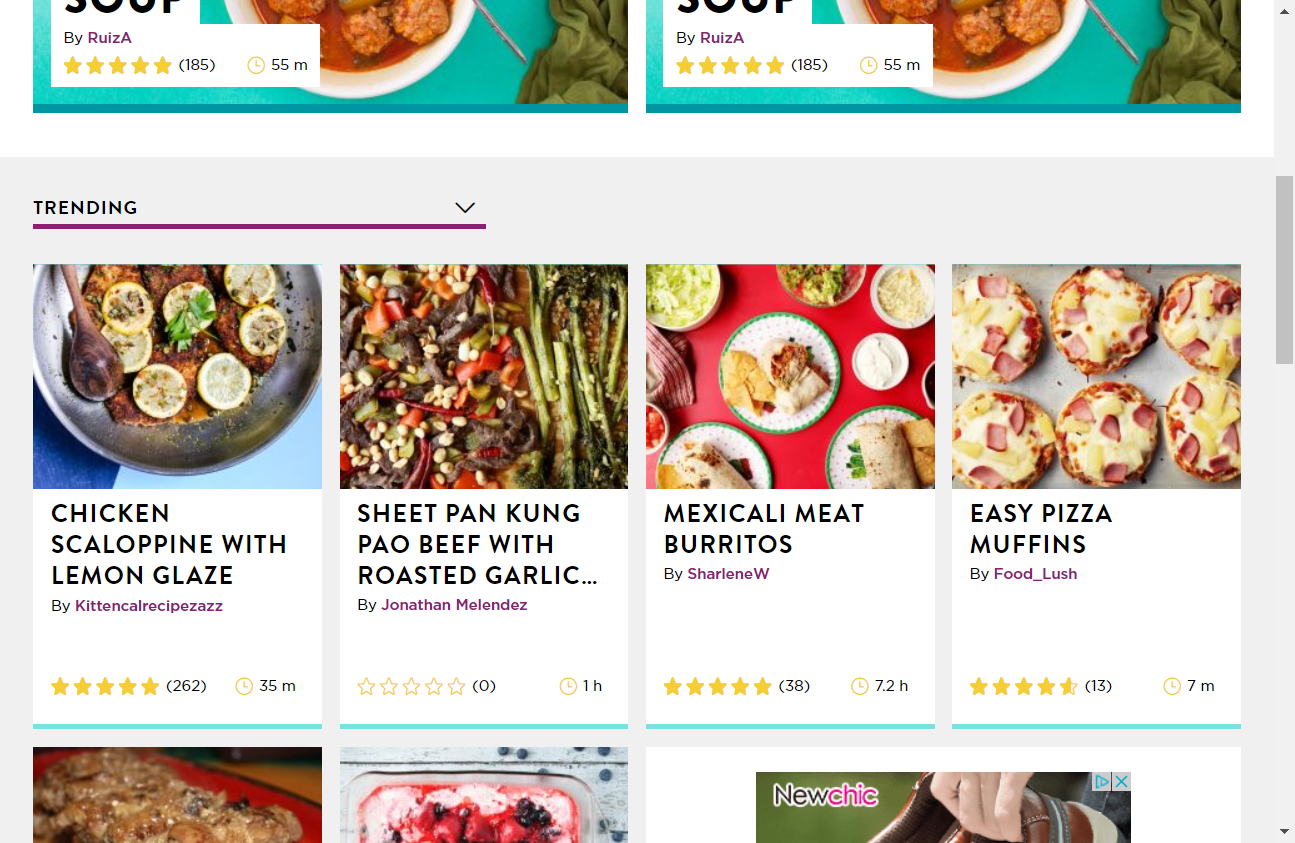 SOUP
By RuizA
(185) 55 m
SOUP
By RuizA
(185) 55 m
TRENDING
CHICKEN
SCALOPPINE WITH
LEMON GLAZE
By Kittencalrecipezazz
(262) 35 m
SHEET PAN KUNG
PAO BEEF WITH
ROASTED GARLIC...
By Jonathan Melendez
(0) 1 h
MEXICALI MEAT
BURRITOS
By SharleneW
(38) 7.2 h
EASY PIZZA
MUFFINS
By Food_Lush
(13) 7 m
Newchic